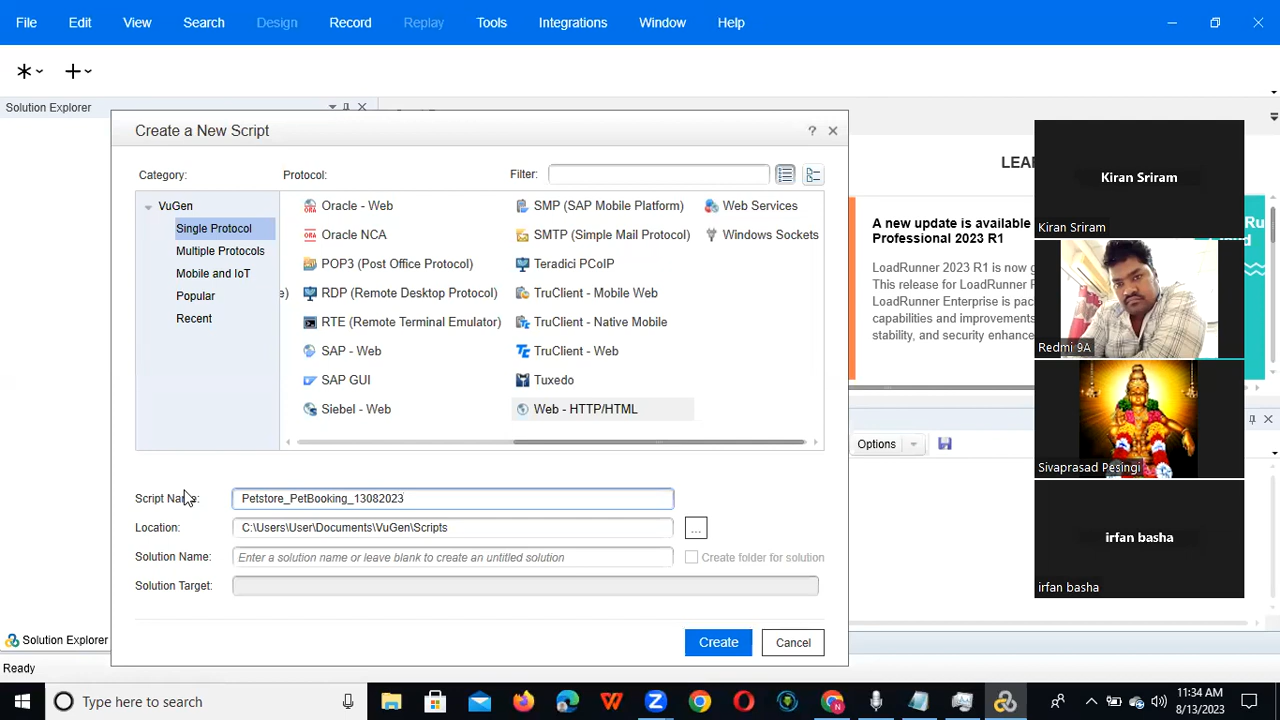 File Edit View Search Design Record Replay Tools Integrations Window Help
Solution Explorer
Create a New Script
Category: Protocol: Filter:
VuGen
Single Protocol
Multiple Protocols
Mobile and IoT
Popular
Recent
Oracle - Web
Oracle NCA
POP3 (Post Office Protocol)
RDP (Remote Desktop Protocol)
RTE (Remote Terminal Emulator)
SAP - Web
SAP GUI
Siebel - Web
SMP (SAP Mobile Platform)
SMTP (Simple Mail Protocol)
Teradici PCoIP
TruClient - Mobile Web
TruClient - Native Mobile
TruClient - Web
Tuxedo
Web - HTTP/HTML
Web Services
Windows Sockets
Script Name: Petstore_PetBooking_13082023
Location: C:\Users\User\Documents\VuGen\Scripts ...
Solution Name: Enter a solution name or leave blank to create an untitled solution Create folder for solution
Solution Target:
Create Cancel
A new update is available
Professional 2023 R1
LoadRunner 2023 R1 is now
This release for LoadRunner
LoadRunner Enterprise is
capabilities and improvements
stability, and security
Options
Kiran Sriram
Kiran Sriram
Redmi 9A
Sivaprasad Pesingi
irfan basha
irfan basha
Solution Explorer
Ready
Type here to search
11:34 AM
8/13/2023